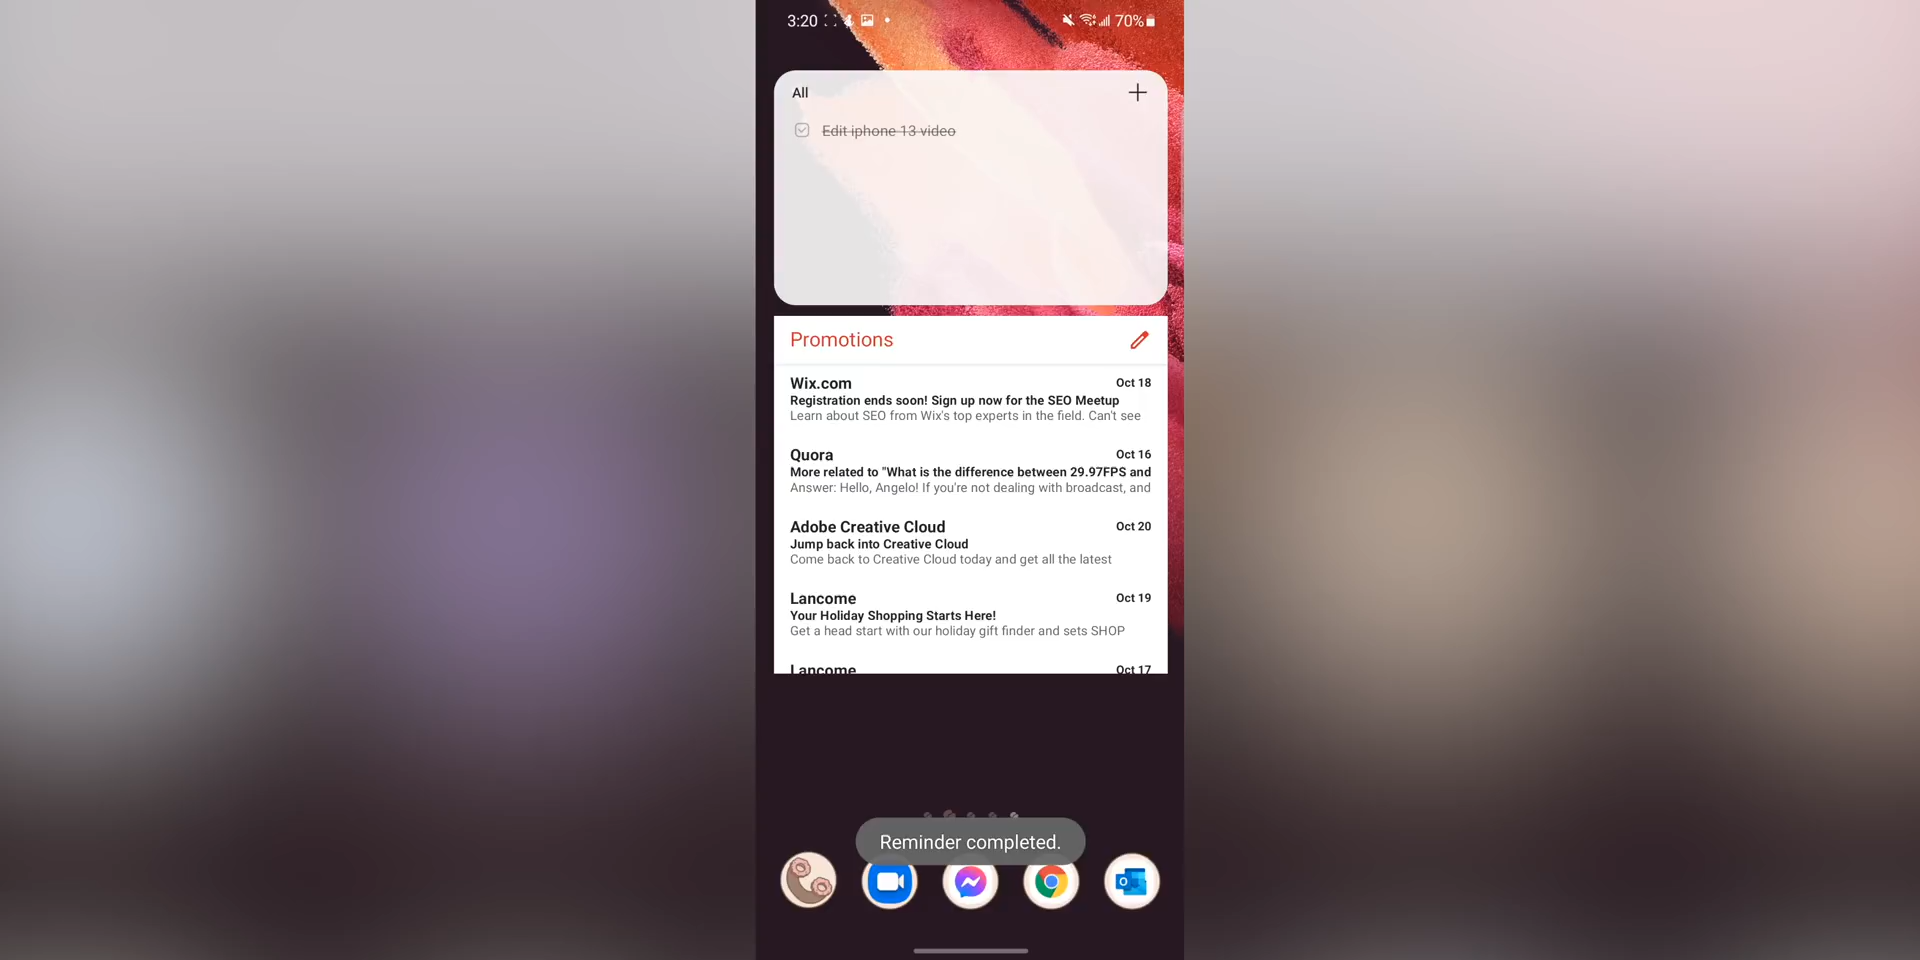 3:20
70%
All
Edit iphone 13 video
Promotions
Wix.com
Oct 18
Registration ends soon! Sign up now for the SEO Meetup
Learn about SEO from Wix's top experts in the field. Can't see
Quora
Oct 16
More related to "What is the difference between 29.97FPS and
Answer: Hello, Angelo! If you're not dealing with broadcast, and
Adobe Creative Cloud
Oct 20
Jump back into Creative Cloud
Come back to Creative Cloud today and get all the latest
Lancome
Oct 19
Your Holiday Shopping Starts Here!
Get a head start with our holiday gift finder and sets SHOP
Lancome
Oct 17
Reminder completed.